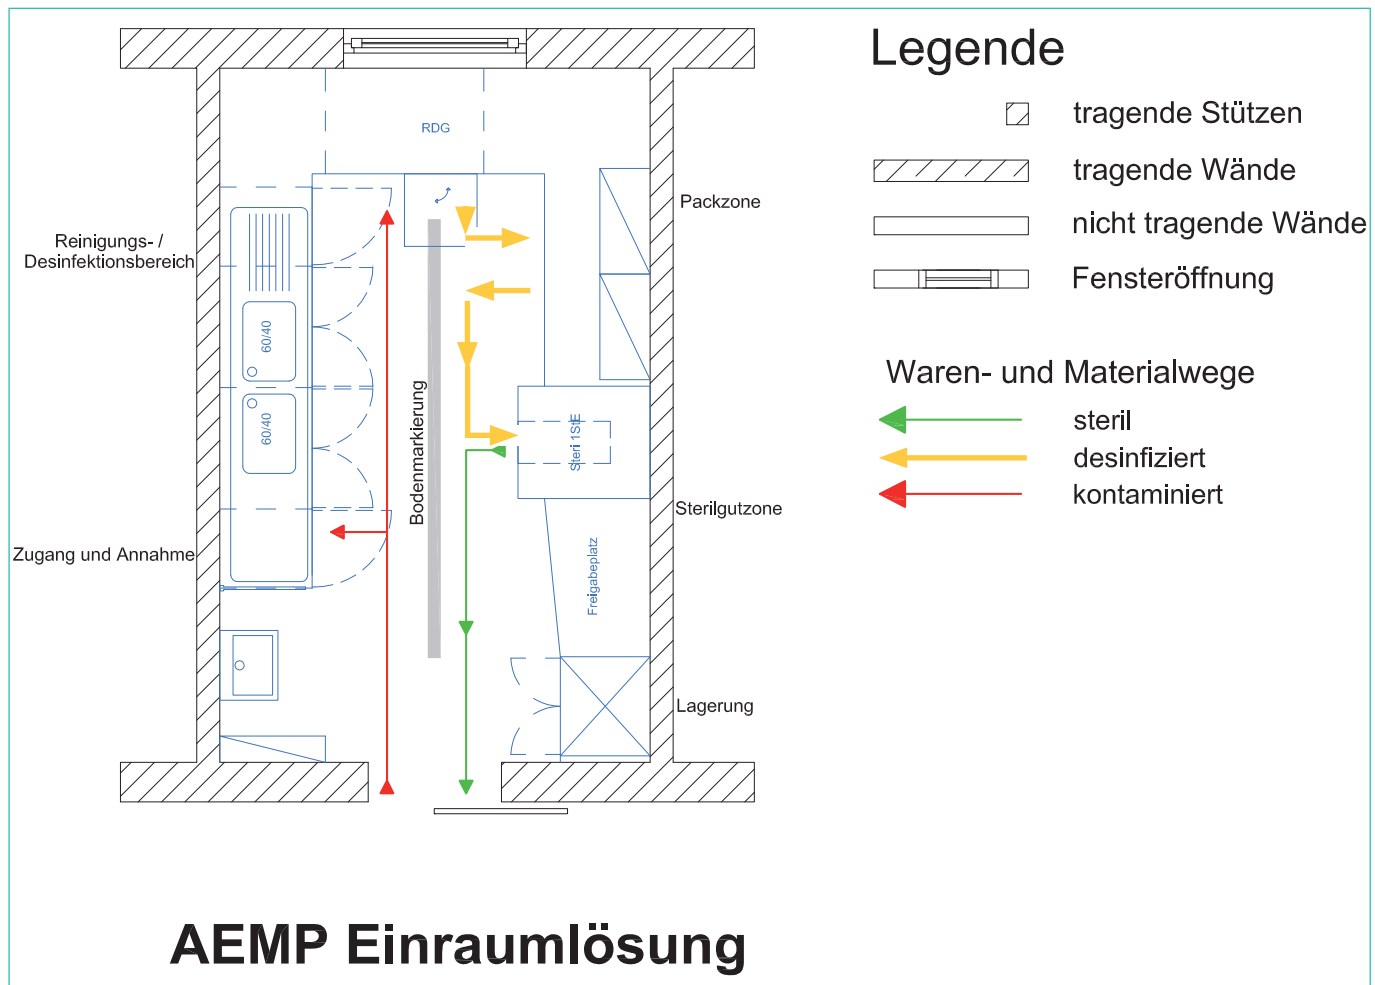 Legende
tragende Stützen
tragende Wände
nicht tragende Wände
Fensteröffnung
Waren- und Materialwege
steril
desinfiziert
kontaminiert
RDG
Packzone
Reinigungs- /
Desinfektionsbereich
60/40
60/40
Bodenmarkierung
Steri 1StE
Sterilgutzone
Zugang und Annahme
Freigabeplatz
Lagerung
AEMP Einraumlösung